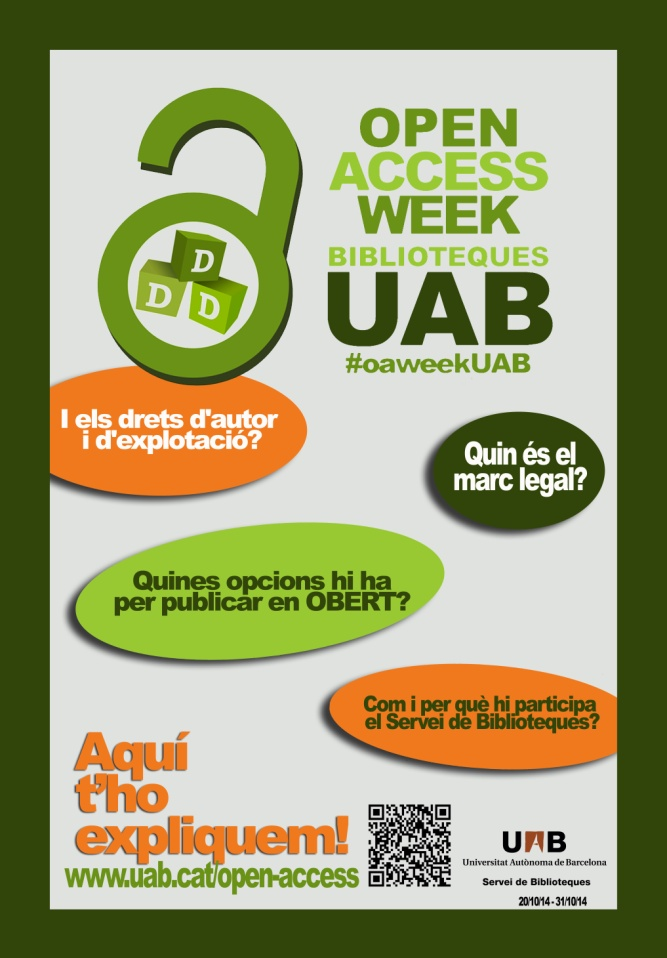 OPEN
ACCESS
WEEK
BIBLIOTEQUES
UAB
#oaweekUAB
D
D D
I els drets d'autor
i d'explotació?
Quin és el
marc legal?
Quines opcions hi ha
per publicar en OBERT?
Com i per què hi participa
el Servei de Biblioteques?
Aquí
t'ho
expliquem!
www.uab.cat/open-access
UAB
Universitat Autònoma de Barcelona
Servei de Biblioteques
20/10/14 - 31/10/14